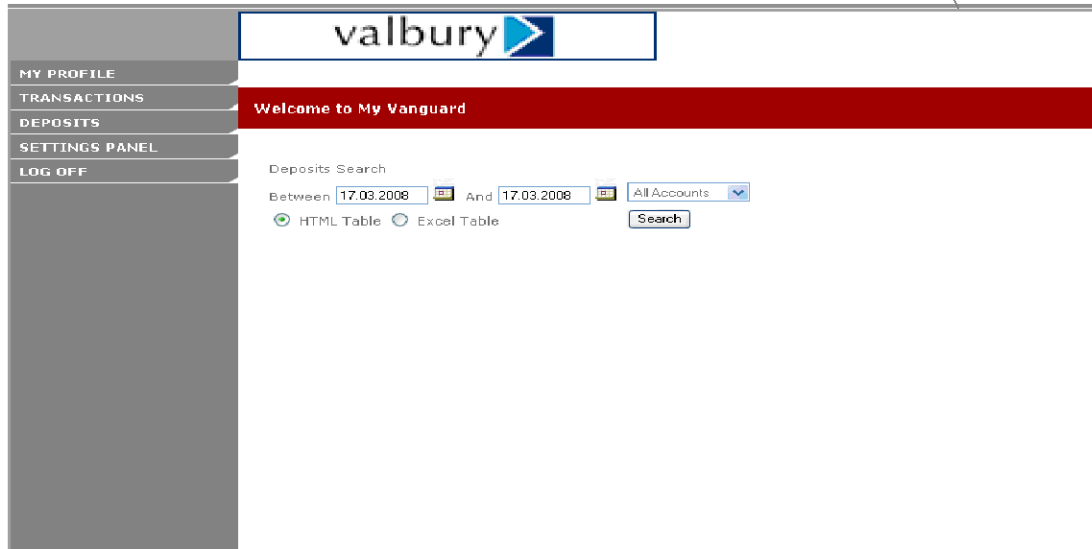 valbury
MY PROFILE
TRANSACTIONS
DEPOSITS
SETTINGS PANEL
LOG OFF
Welcome to My Vanguard
Deposits Search
Between 17.03.2008 And 17.03.2008 All Accounts
HTML Table Excel Table Search